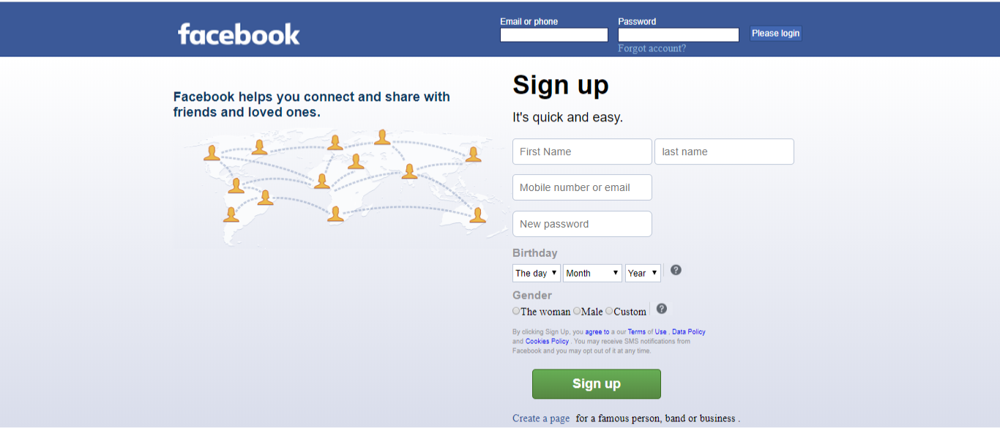 facebook
Email or phone
Password
Please login
Forgot account?
Facebook helps you connect and share with
friends and loved ones.
Sign up
It's quick and easy.
First Name
last name
Mobile number or email
New password
Birthday
The day
Month
Year
?
Gender
The woman Male Custom
?
By clicking Sign Up, you agree to a our Terms of Use . Data Policy
and Cookies Policy . You may receive SMS notifications from
Facebook and you may opt out of it at any time.
Sign up
Create a page for a famous person, band or business .